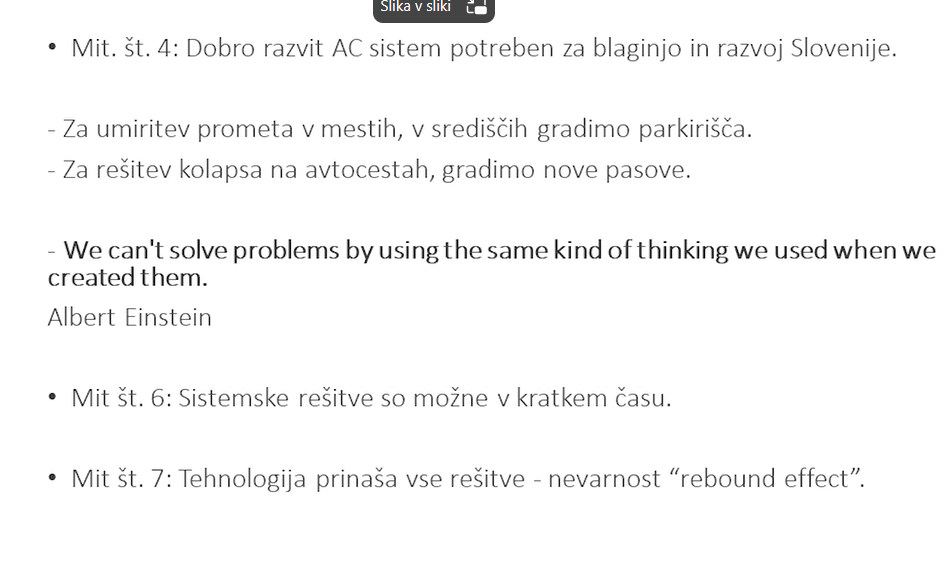 Slika v sliki
• Mit. št. 4: Dobro razvit AC sistem potreben za blaginjo in razvoj Slovenije.
- Za umiritev prometa v mestih, v središčih gradimo parkirišča.
- Za rešitev kolapsa na avtocestah, gradimo nove pasove.
- We can't solve problems by using the same kind of thinking we used when we
created them.
Albert Einstein
• Mit št. 6: Sistemske rešitve so možne v kratkem času.
• Mit št. 7: Tehnologija prinaša vse rešitve - nevarnost “rebound effect”.